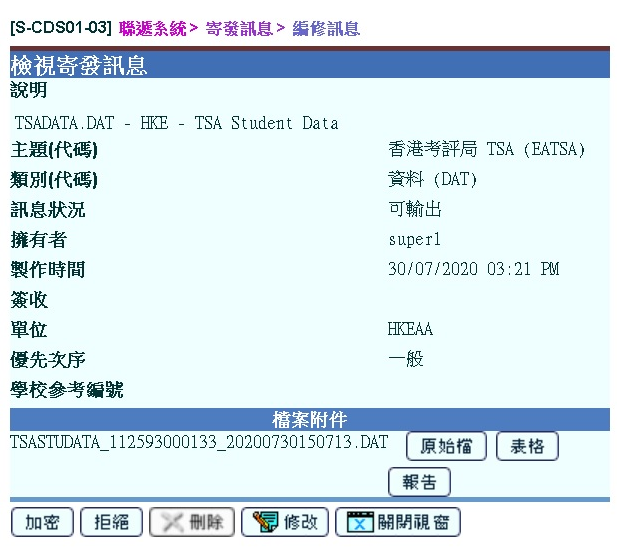 [S-CDS01-03] 聯遞系統> 寄發訊息> 編修訊息
檢視寄發訊息
說明
TSADATA.DAT - HKE - TSA Student Data
主題(代碼) 香港考評局 TSA (EATSA)
類別(代碼) 資料 (DAT)
訊息狀況 可輸出
擁有者 super1
製作時間 30/07/2020 03:21 PM
簽收
單位 HKEAA
優先次序 一般
學校參考編號
檔案附件
TSASTUDATA_112593000133_20200730150713.DAT 原始檔 表格
報告
加密 拒絕 刪除 修改 關閉視窗